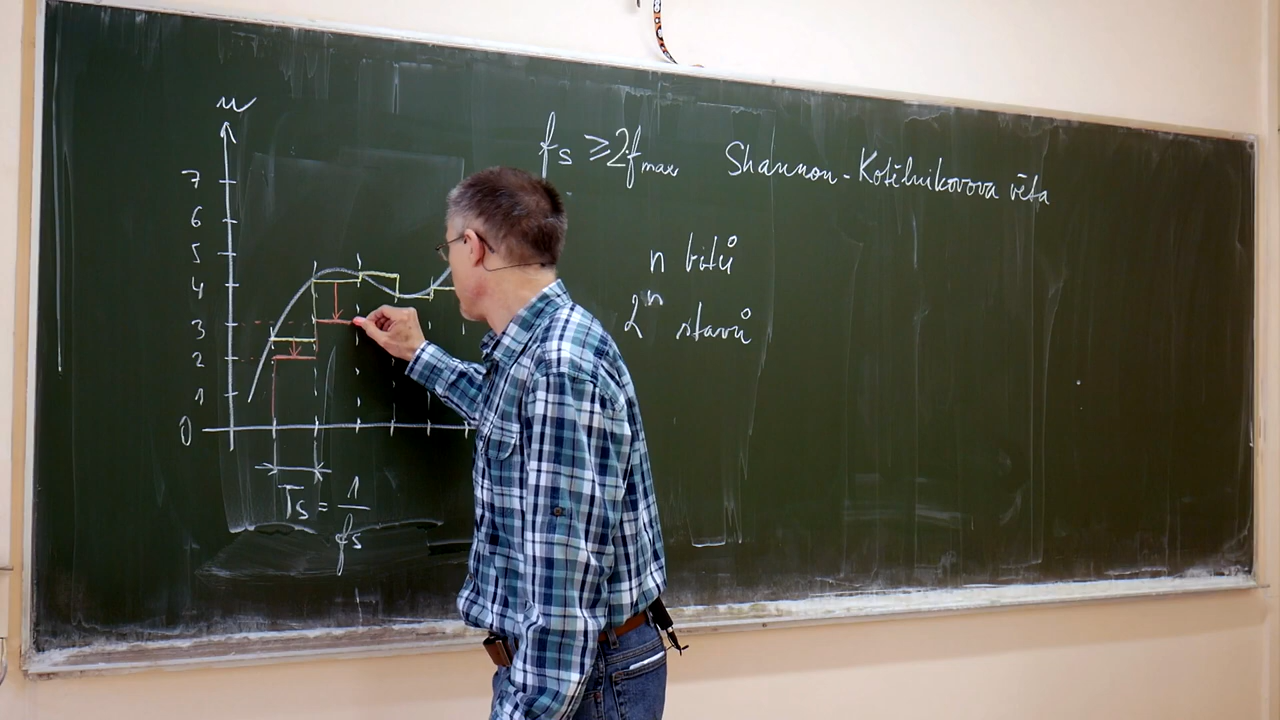 u
7
6
5
4
3
2
1
0
Ts = 1/fs
fs ≥ 2fmax
Shannon - Kotělnikovova věta
n bitů
2ⁿ stavů